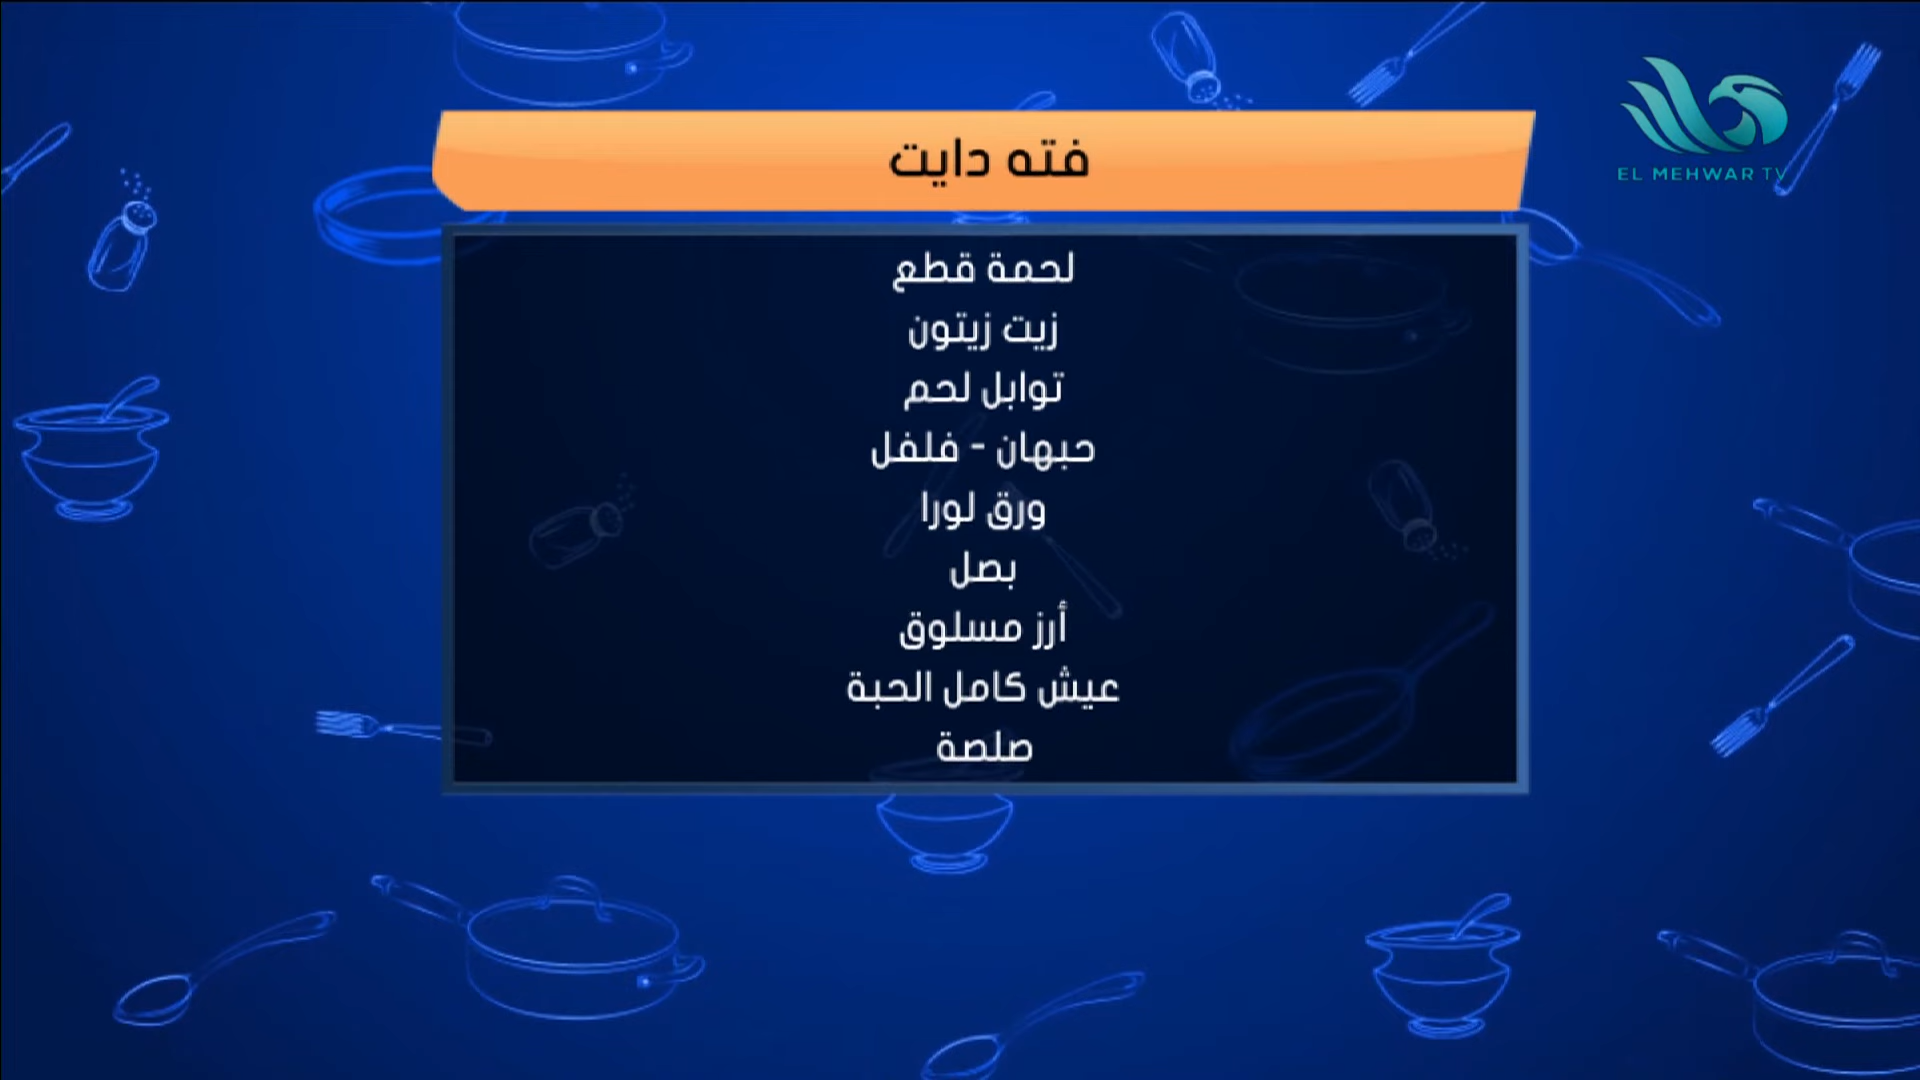 فته دايت
EL MEHWAR TV
لحمة قطع
زيت زيتون
توابل لحم
حبهان - فلفل
ورق لورا
بصل
أرز مسلوق
عيش كامل الحبة
صلصة